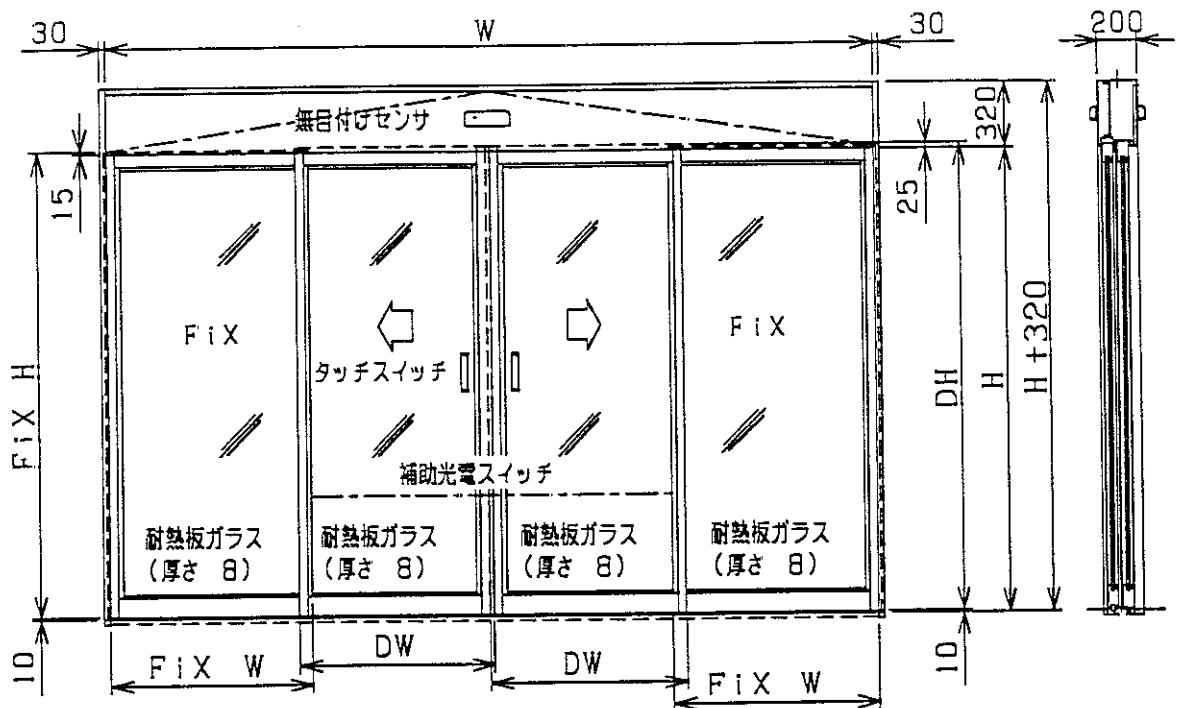 30
W
30
200
無目付けセンサ
320
15
25
FiX H
FiX
FiX
タッチスイッチ
DH
H
H+320
補助光電スイッチ
耐熱板ガラス
(厚さ 8)
耐熱板ガラス
(厚さ 8)
耐熱板ガラス
(厚さ 8)
耐熱板ガラス
(厚さ 8)
10
FiX W
DW
DW
FiX W
10